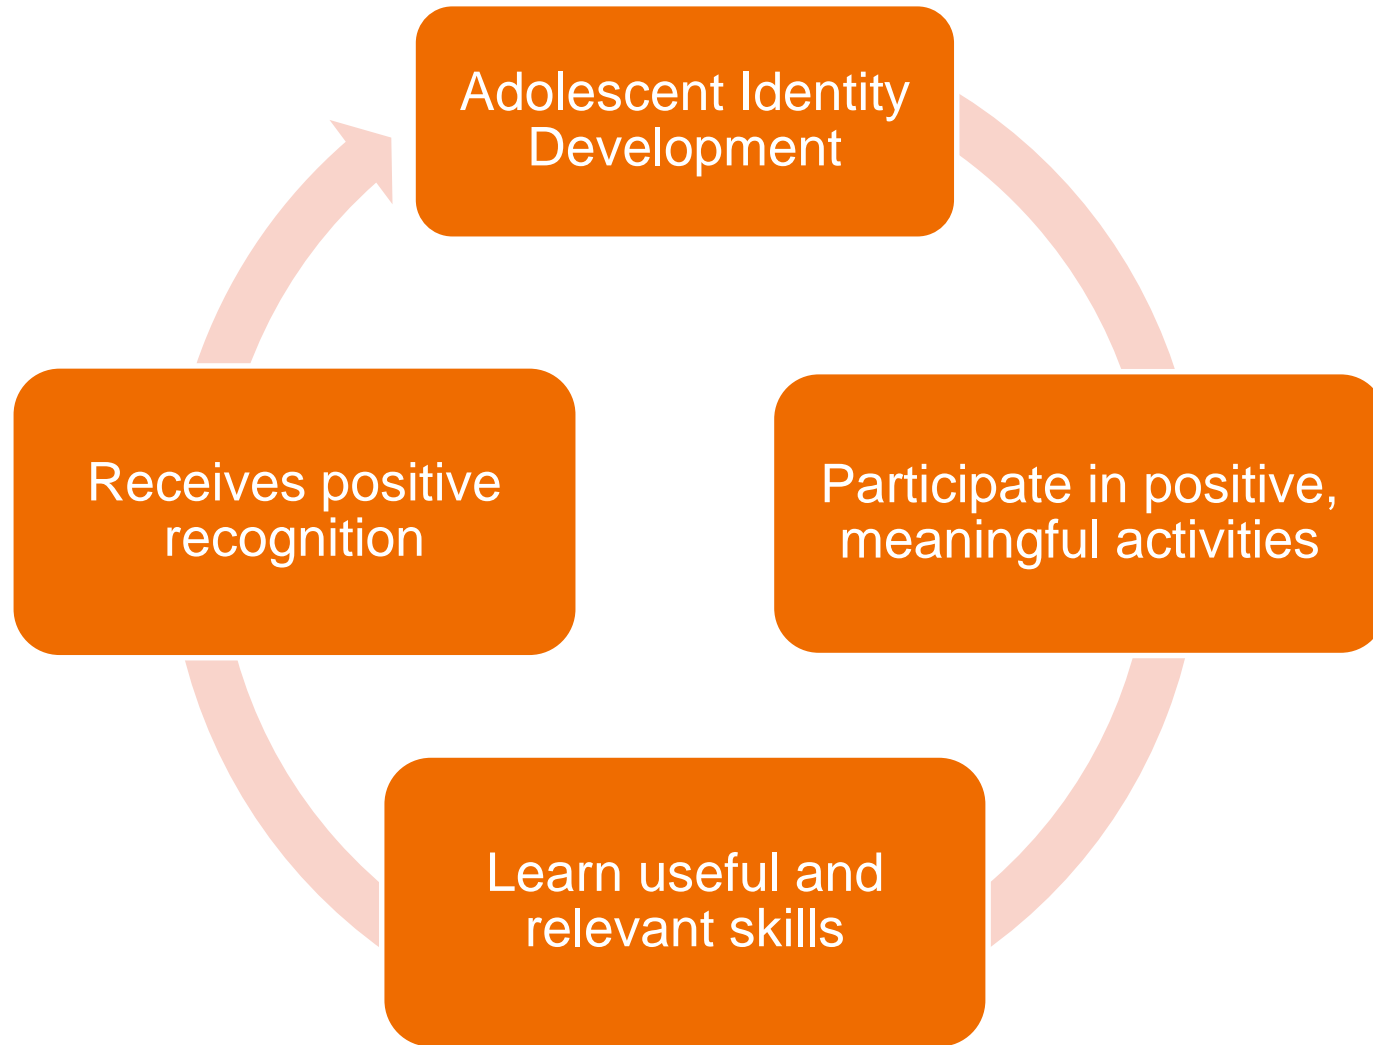 Adolescent Identity
Development
Participate in positive,
meaningful activities
Learn useful and
relevant skills
Receives positive
recognition